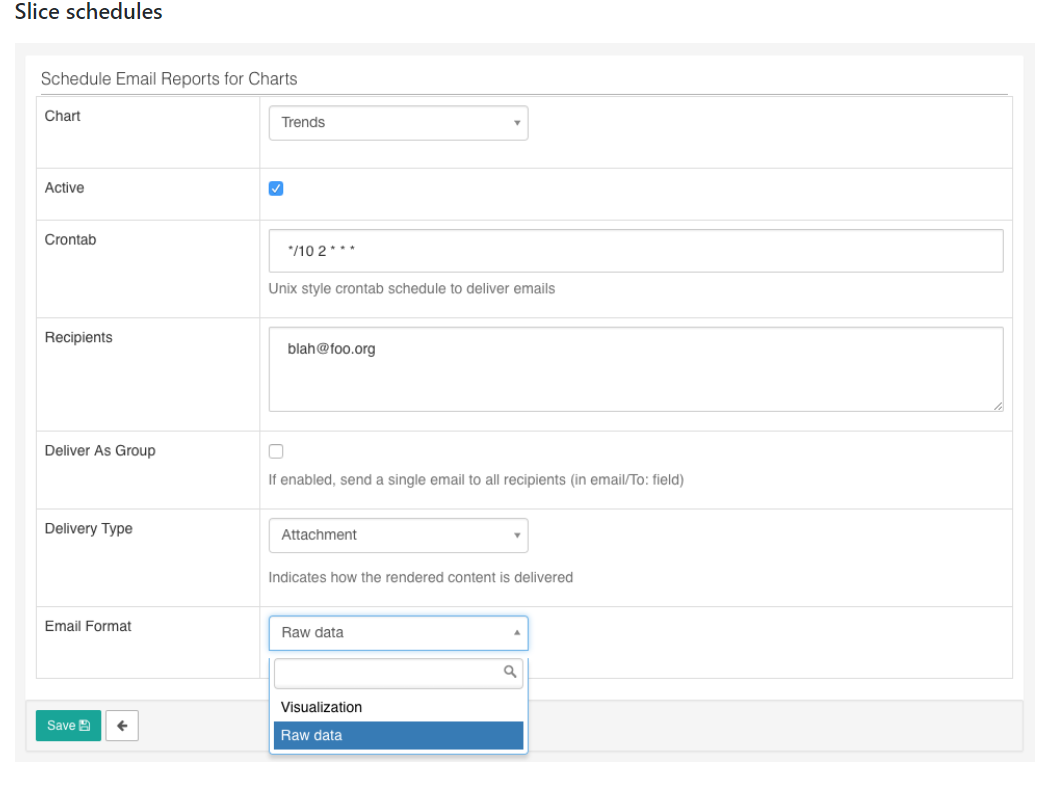 Slice schedules
Schedule Email Reports for Charts
Chart
Trends
Active
Crontab
*/10 2 * * *
Unix style crontab schedule to deliver emails
Recipients
blah@foo.org
Deliver As Group
If enabled, send a single email to all recipients (in email/To: field)
Delivery Type
Attachment
Indicates how the rendered content is delivered
Email Format
Raw data
Visualization
Raw data
Save